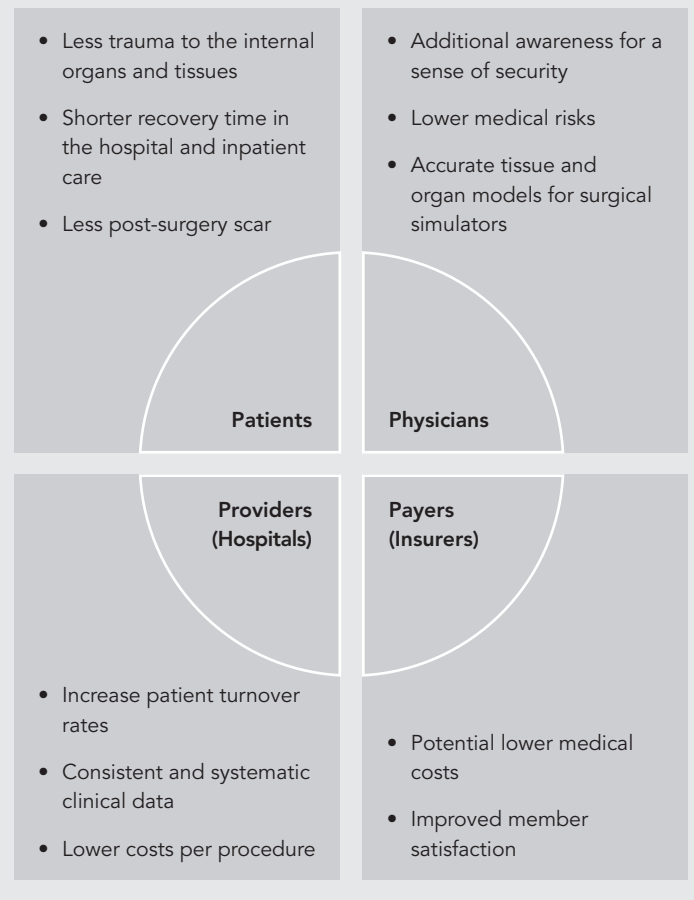 • Less trauma to the internal
organs and tissues
• Shorter recovery time in
the hospital and inpatient
care
• Less post-surgery scar
Patients
• Additional awareness for a
sense of security
• Lower medical risks
• Accurate tissue and
organ models for surgical
simulators
Physicians
Providers
(Hospitals)
• Increase patient turnover
rates
• Consistent and systematic
clinical data
• Lower costs per procedure
Payers
(Insurers)
• Potential lower medical
costs
• Improved member
satisfaction